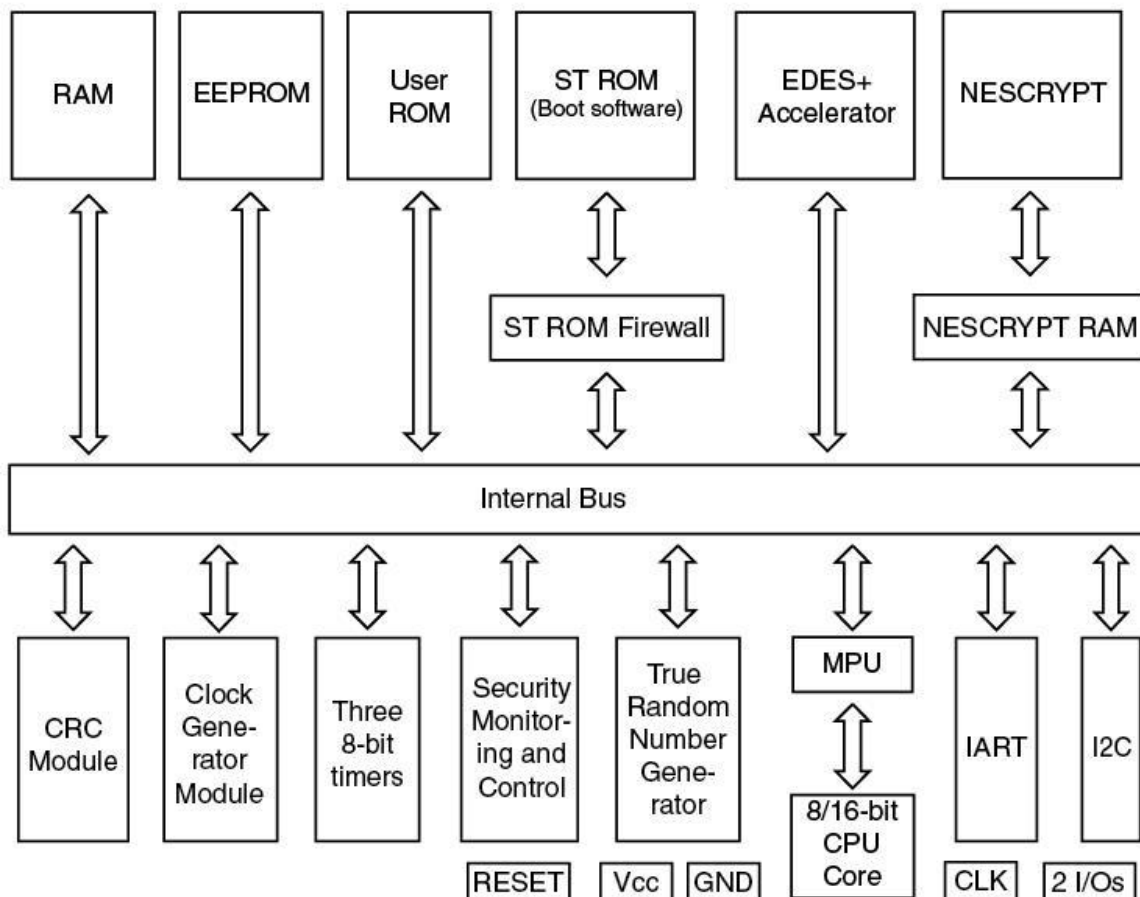 RAM
EEPROM
User
ROM
ST ROM
(Boot software)
EDES+
Accelerator
NESCRYPT
ST ROM Firewall
NESCRYPT RAM
Internal Bus
CRC
Module
Clock
Gene-
rator
Module
Three
8-bit
timers
Security
Monitor-
ing and
Control
True
Random
Number
Gene-
rator
MPU
8/16-bit
CPU
Core
IART
I2C
RESET
Vcc
GND
CLK
2 I/Os